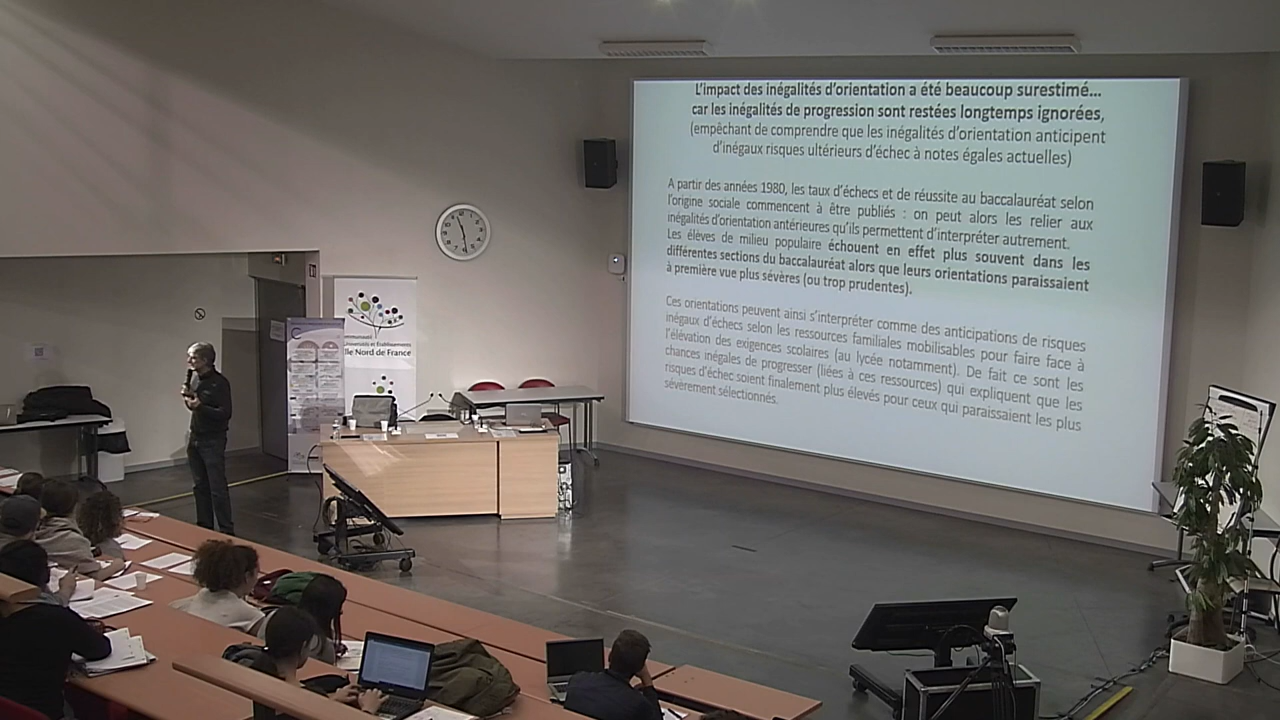 L'impact des inégalités d'orientation a été beaucoup surestimé...
car les inégalités de progression sont restées longtemps ignorées,
(empêchant de comprendre que les inégalités d'orientation anticipent
d'inégaux risques ultérieurs d'échec à notes égales actuelles)
A partir des années 1980, les taux d'échecs et de réussite au baccalauréat selon
l'origine sociale commencent à être publiés : on peut alors les relier aux
inégalités d'orientation antérieures qu'ils permettent d'interpréter autrement.
Les élèves de milieu populaire échouent en effet plus souvent dans les
différentes sections du baccalauréat alors que leurs orientations paraissaient
à première vue plus sévères (ou trop prudentes).
Ces orientations peuvent ainsi s'interpréter comme des anticipations de risques
inégaux d'échecs selon les ressources familiales mobilisables pour faire face à
l'élévation des exigences scolaires (au lycée notamment). De fait ce sont les
chances inégales de progresser (liées à ces ressources) qui expliquent que les
risques d'échec soient finalement plus élevés pour ceux qui paraissaient les plus
sévèrement sélectionnés.
lle Nord de France